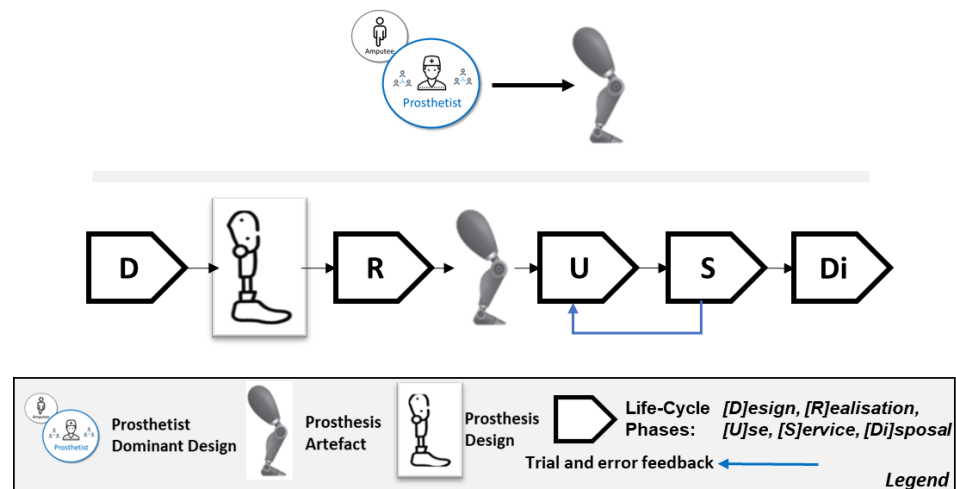 Amputee
Prosthetist
D
R
U
S
Di
Amputee
Prosthetist
Prosthetist
Dominant Design
Prosthesis
Artefact
Prosthesis
Design
Life-Cycle [D]esign, [R]ealisation,
Phases: [U]se, [S]ervice, [Di]sposal
Trial and error feedback
Legend